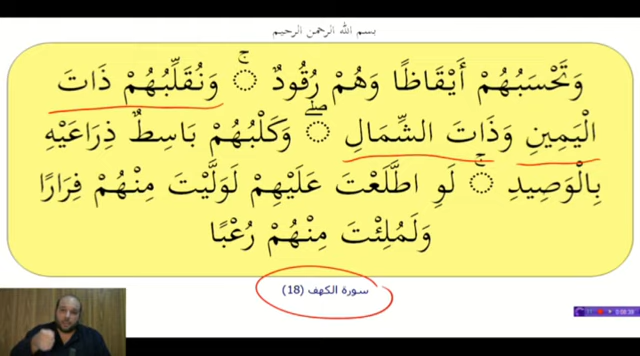 بسم الله الرحمن الرحيم
وَتَحْسَبُهُمْ أَيْقَاظًا وَهُمْ رُقُودٌ ۚ وَنُقَلِّبُهُمْ ذَاتَ
الْيَمِينِ وَذَاتَ الشِّمَالِ ۖ وَكَلْبُهُمْ بَاسِطٌ ذِرَاعَيْهِ
بِالْوَصِيدِ ۚ لَوِ اطَّلَعْتَ عَلَيْهِمْ لَوَلَّيْتَ مِنْهُمْ فِرَارًا
وَلَمُلِئْتَ مِنْهُمْ رُعْبًا
سورة الكهف (18)